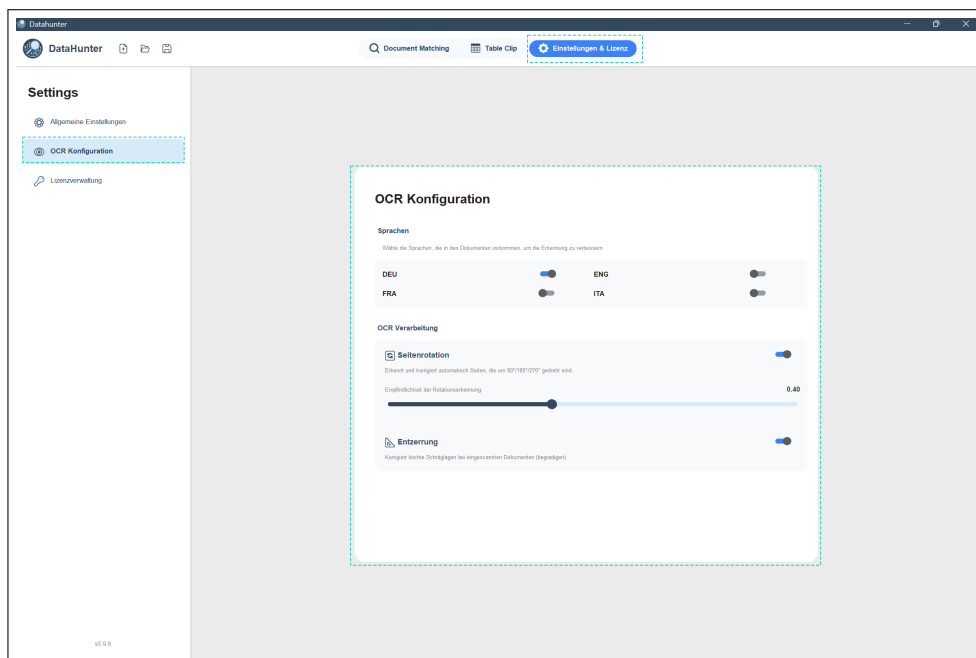 Datahunter
DataHunter
Document Matching
Table Clip
Einstellungen & Lizenz
Settings
Allgemeine Einstellungen
OCR Konfiguration
Lizenzverwaltung
OCR Konfiguration
Sprachen
Wähle die Sprachen, die in den Dokumenten vorkommen, um die Erkennung zu verbessern.
DEU ENG
FRA ITA
OCR Verarbeitung
Seitenrotation
Erkennt und korrigiert automatisch Seiten, die um 90°/180°/270° gedreht sind.
Empfindlichkeit der Rotationserkennung 0.40
Entzerrung
Korrigiert leichte Schräglagen bei eingescannten Dokumenten (begradigen).
v5.9.8